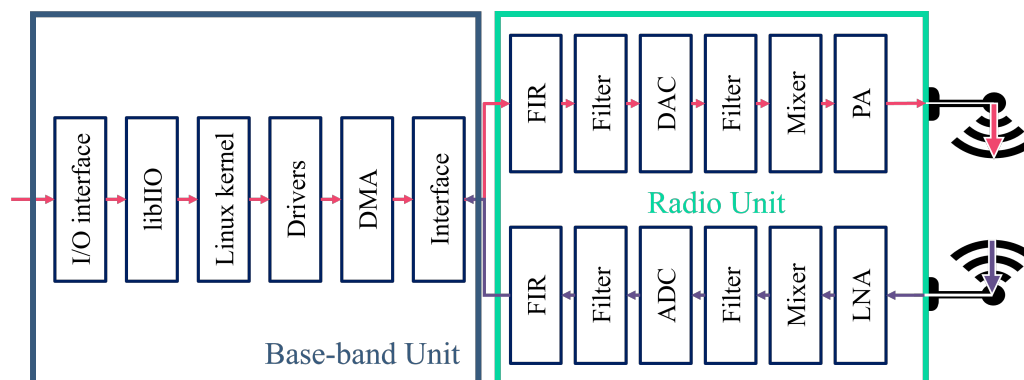 I/O interface
libIIO
Linux kernel
Drivers
DMA
Interface
Base-band Unit
FIR
Filter
DAC
Filter
Mixer
PA
Radio Unit
FIR
Filter
ADC
Filter
Mixer
LNA